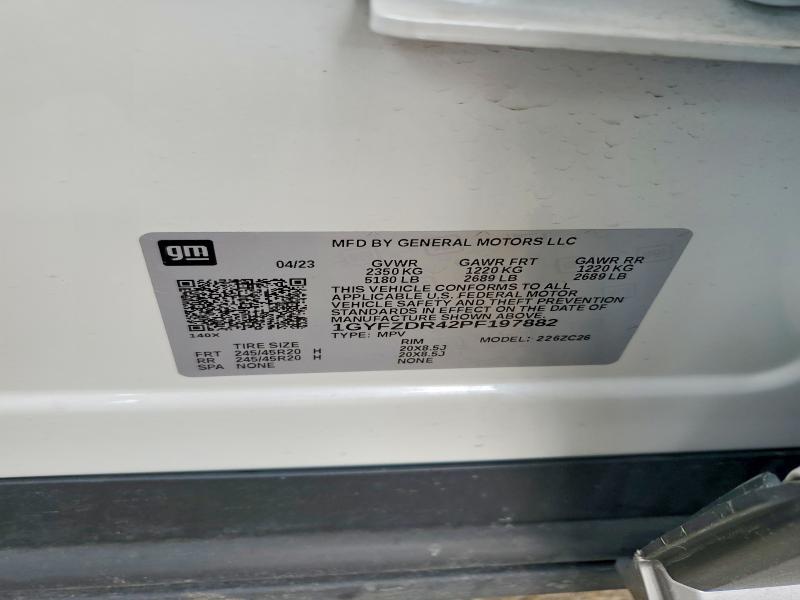 gm
MFD BY GENERAL MOTORS LLC
04/23
GVWR GAWR FRT GAWR RR
2350 KG 1220 KG 1220 KG
5180 LB 2689 LB 2689 LB
THIS VEHICLE CONFORMS TO ALL
APPLICABLE U.S. FEDERAL MOTOR
VEHICLE SAFETY AND THEFT PREVENTION
STANDARDS IN EFFECT ON THE DATE OF
MANUFACTURE SHOWN ABOVE.
1GYFZDR42PF197882
140X
TYPE: MPV MODEL: 226ZC26
TIRE SIZE RIM
FRT 245/45R20 H 20X8.5J
RR 245/45R20 H 20X8.5J
SPA NONE NONE